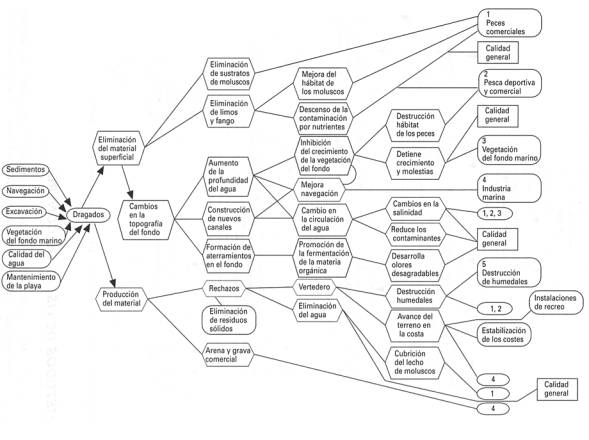 Sedimentos
Navegación
Excavación
Vegetación
del fondo marino
Calidad del
agua
Mantenimiento
de la playa
Dragados
Eliminación
del material
superficial
Cambios
en la topografía
del fondo
Producción
del material
Eliminación
de sustratos
de moluscos
Eliminación
de limos
y fango
Aumento
de la
profundidad
del agua
Construcción
de nuevos
canales
Formación de
aterramientos
en el fondo
Rechazos
Eliminación
de residuos
sólidos
Arena y grava
comercial
Mejora del
hábitat de
los moluscos
Descenso de la
contaminación
por nutrientes
Inhibición
del crecimiento
de la vegetación
del fondo
Mejora
navegación
Cambio en
la circulación
del agua
Promoción de
la fermentación
de la materia
orgánica
Vertedero
Eliminación
del agua
Destrucción
hábitat
de los peces
Detiene
crecimiento
y molestias
Cambios en la
salinidad
Reduce los
contaminantes
Desarrolla
olores
desagradables
Destrucción
humedales
Avance del
terreno en
la costa
Cubrición
del lecho
de moluscos
1
Peces
comerciales
Calidad
general
2
Pesca deportiva
y comercial
Calidad
general
3
Vegetación
del fondo marino
4
Industria
marina
1, 2, 3
Calidad
general
5
Destrucción
de humedales
1, 2
Instalaciones
de recreo
Estabilización
de los costes
4
1
4
Calidad
general